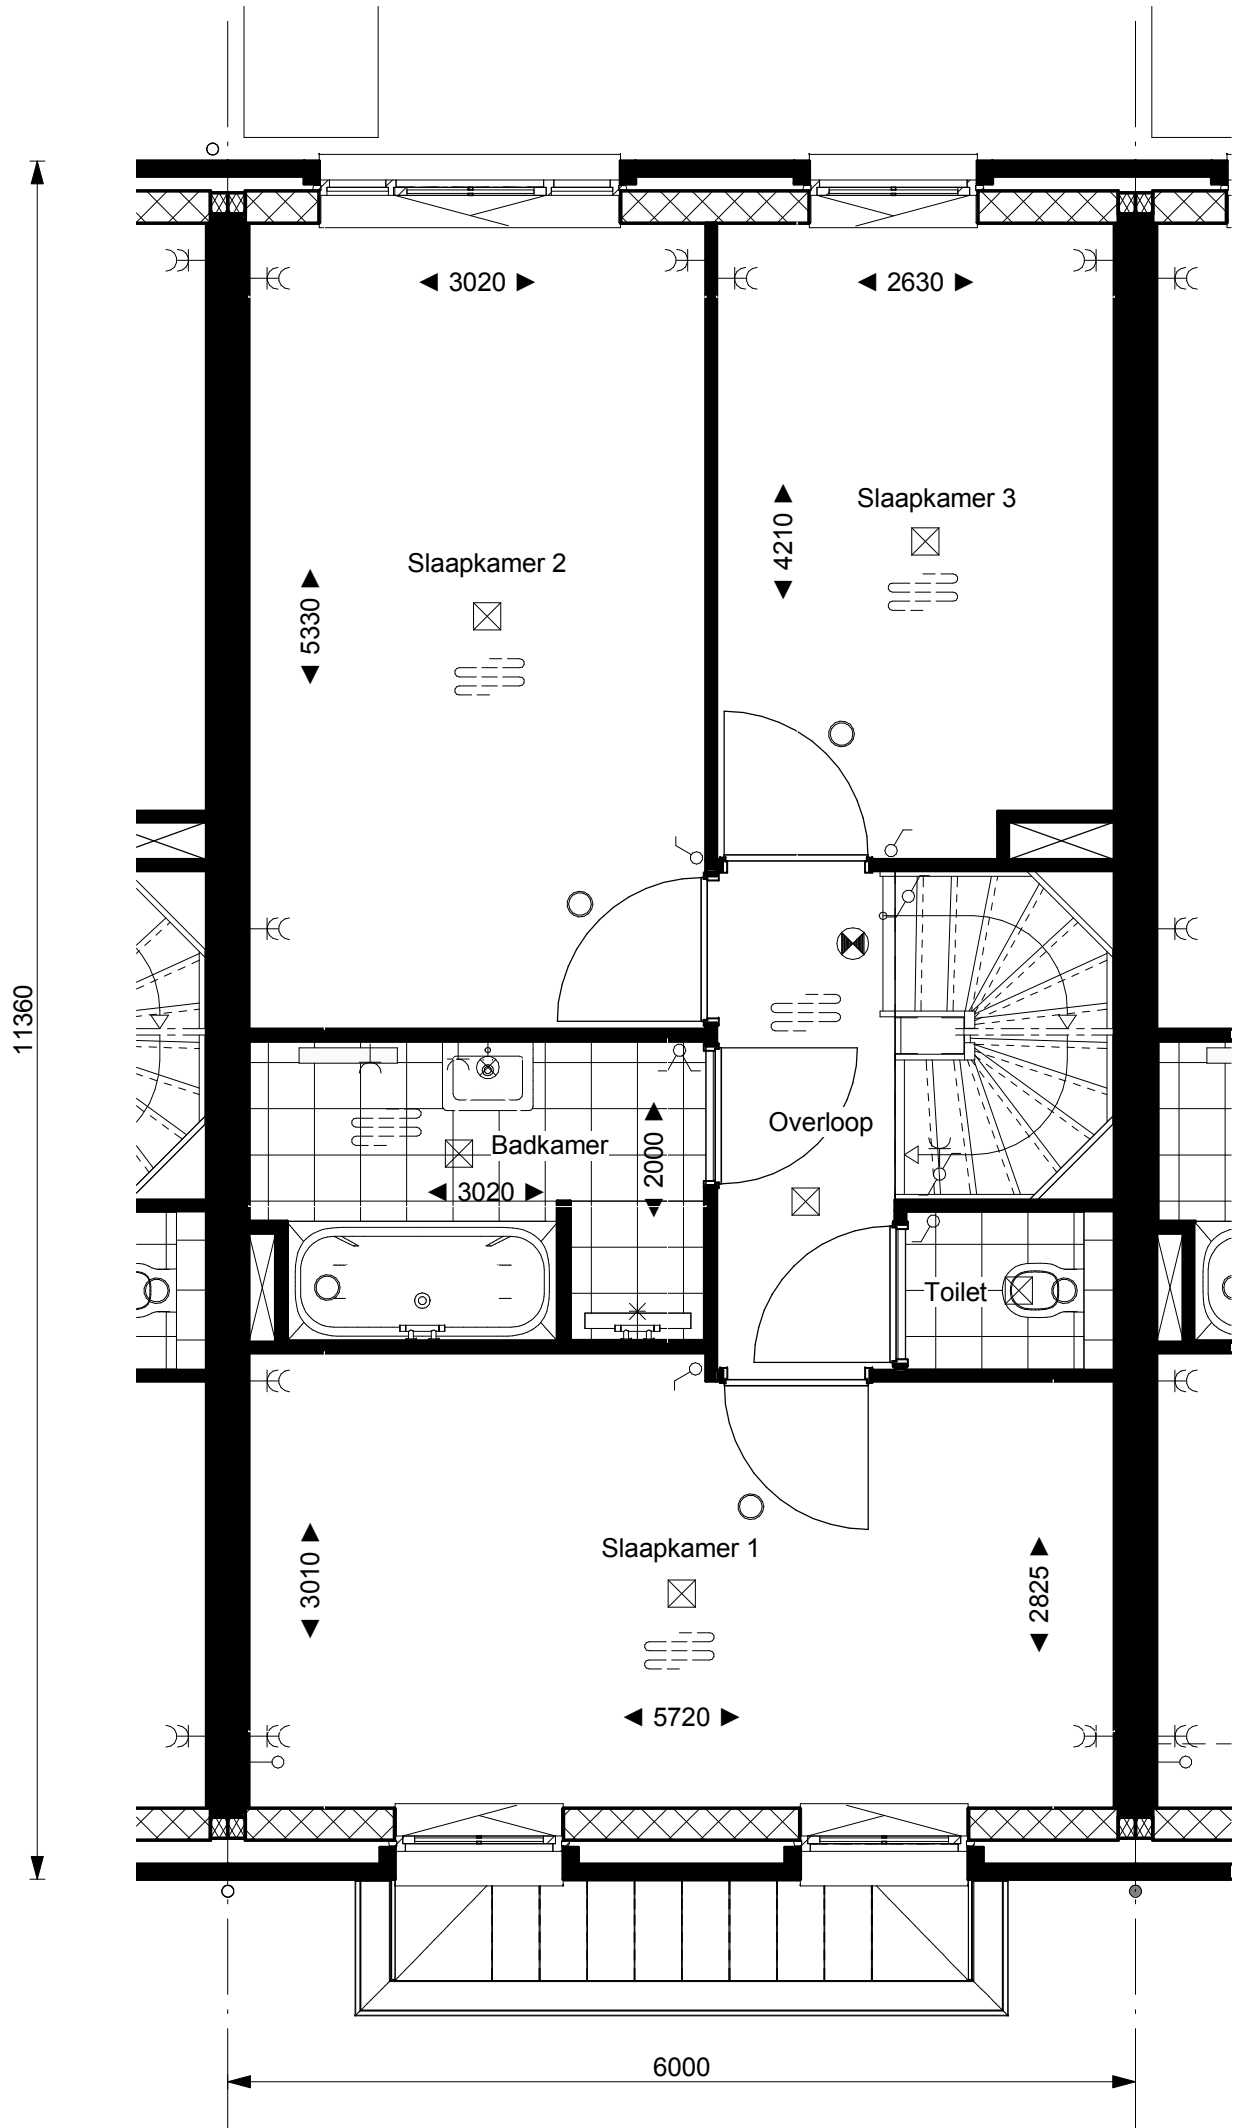 ◄ 3020 ►
◄ 2630 ►
Slaapkamer 3
◄ 4210 ►
Slaapkamer 2
◄ 5330 ►
11360
Overloop
Badkamer
◄ 2000 ►
◄ 3020 ►
Toilet
Slaapkamer 1
◄ 3010 ►
◄ 2825 ►
◄ 5720 ►
6000